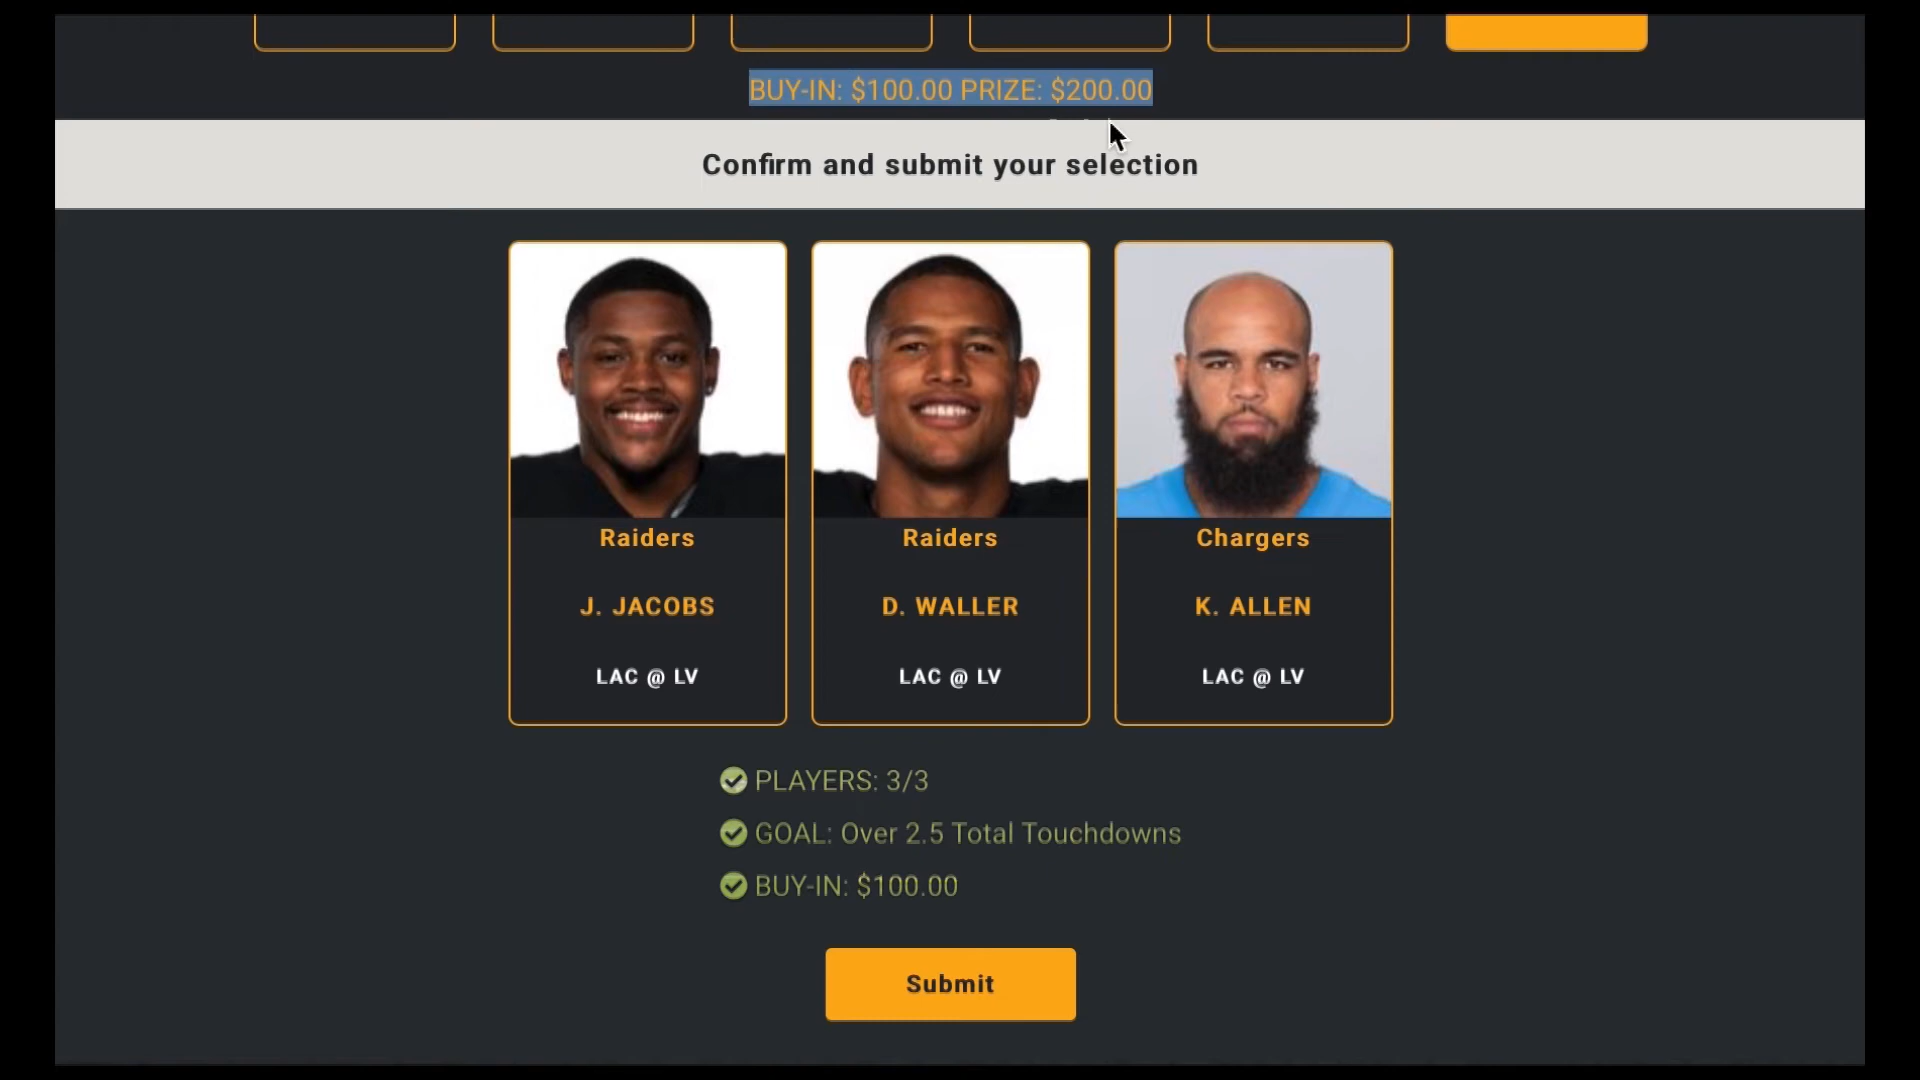 BUY-IN: $100.00 PRIZE: $200.00
Confirm and submit your selection
Raiders
J. JACOBS
LAC @ LV
Raiders
D. WALLER
LAC @ LV
Chargers
K. ALLEN
LAC @ LV
PLAYERS: 3/3
GOAL: Over 2.5 Total Touchdowns
BUY-IN: $100.00
Submit